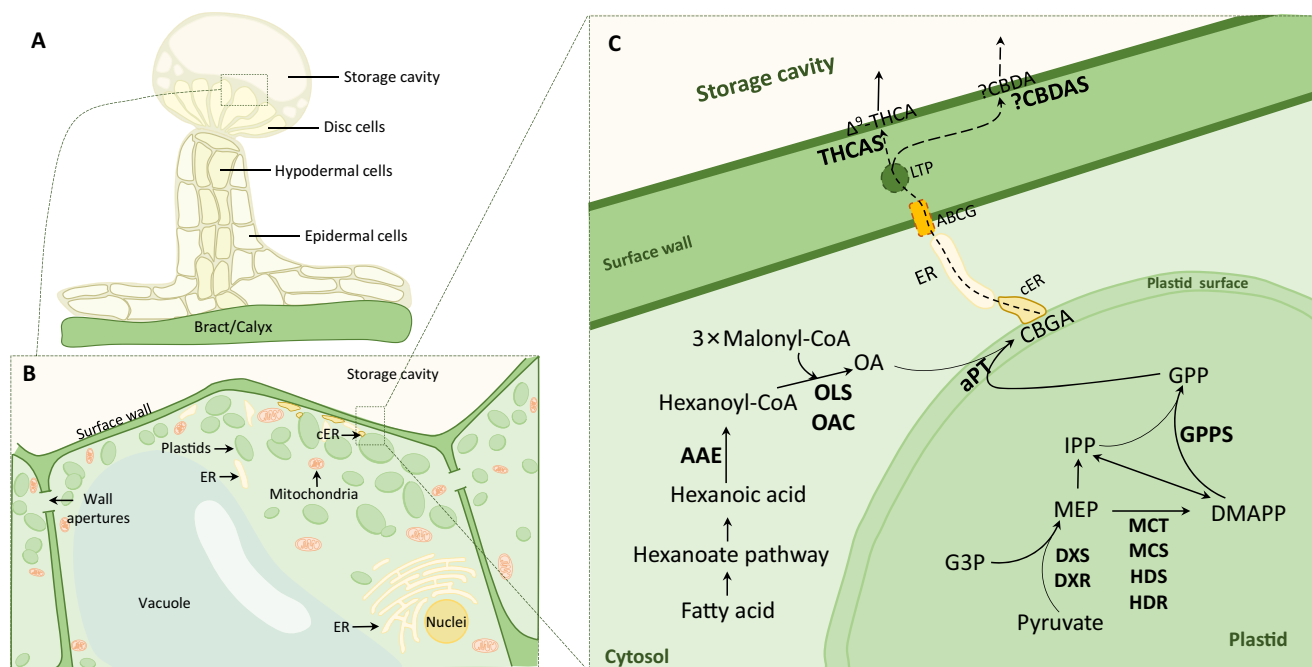 A
Storage cavity
Disc cells
Hypodermal cells
Epidermal cells
Bract/Calyx
B
Storage cavity
Surface wall
cER
Plastids
ER
Mitochondria
Wall
apertures
Vacuole
ER
Nuclei
C
Storage cavity
?CBDA
?CBDAS
Δ⁹-THCA
THCAS
LTP
ABCG
Surface wall
ER
cER
Plastid surface
CBGA
3×Malonyl-CoA
OA
aPT
GPP
Hexanoyl-CoA
OLS
OAC
GPPS
AAE
IPP
Hexanoic acid
MEP
MCT
DMAPP
Hexanoate pathway
G3P
DXS
MCS
DXR
HDS
HDR
Fatty acid
Pyruvate
Cytosol
Plastid